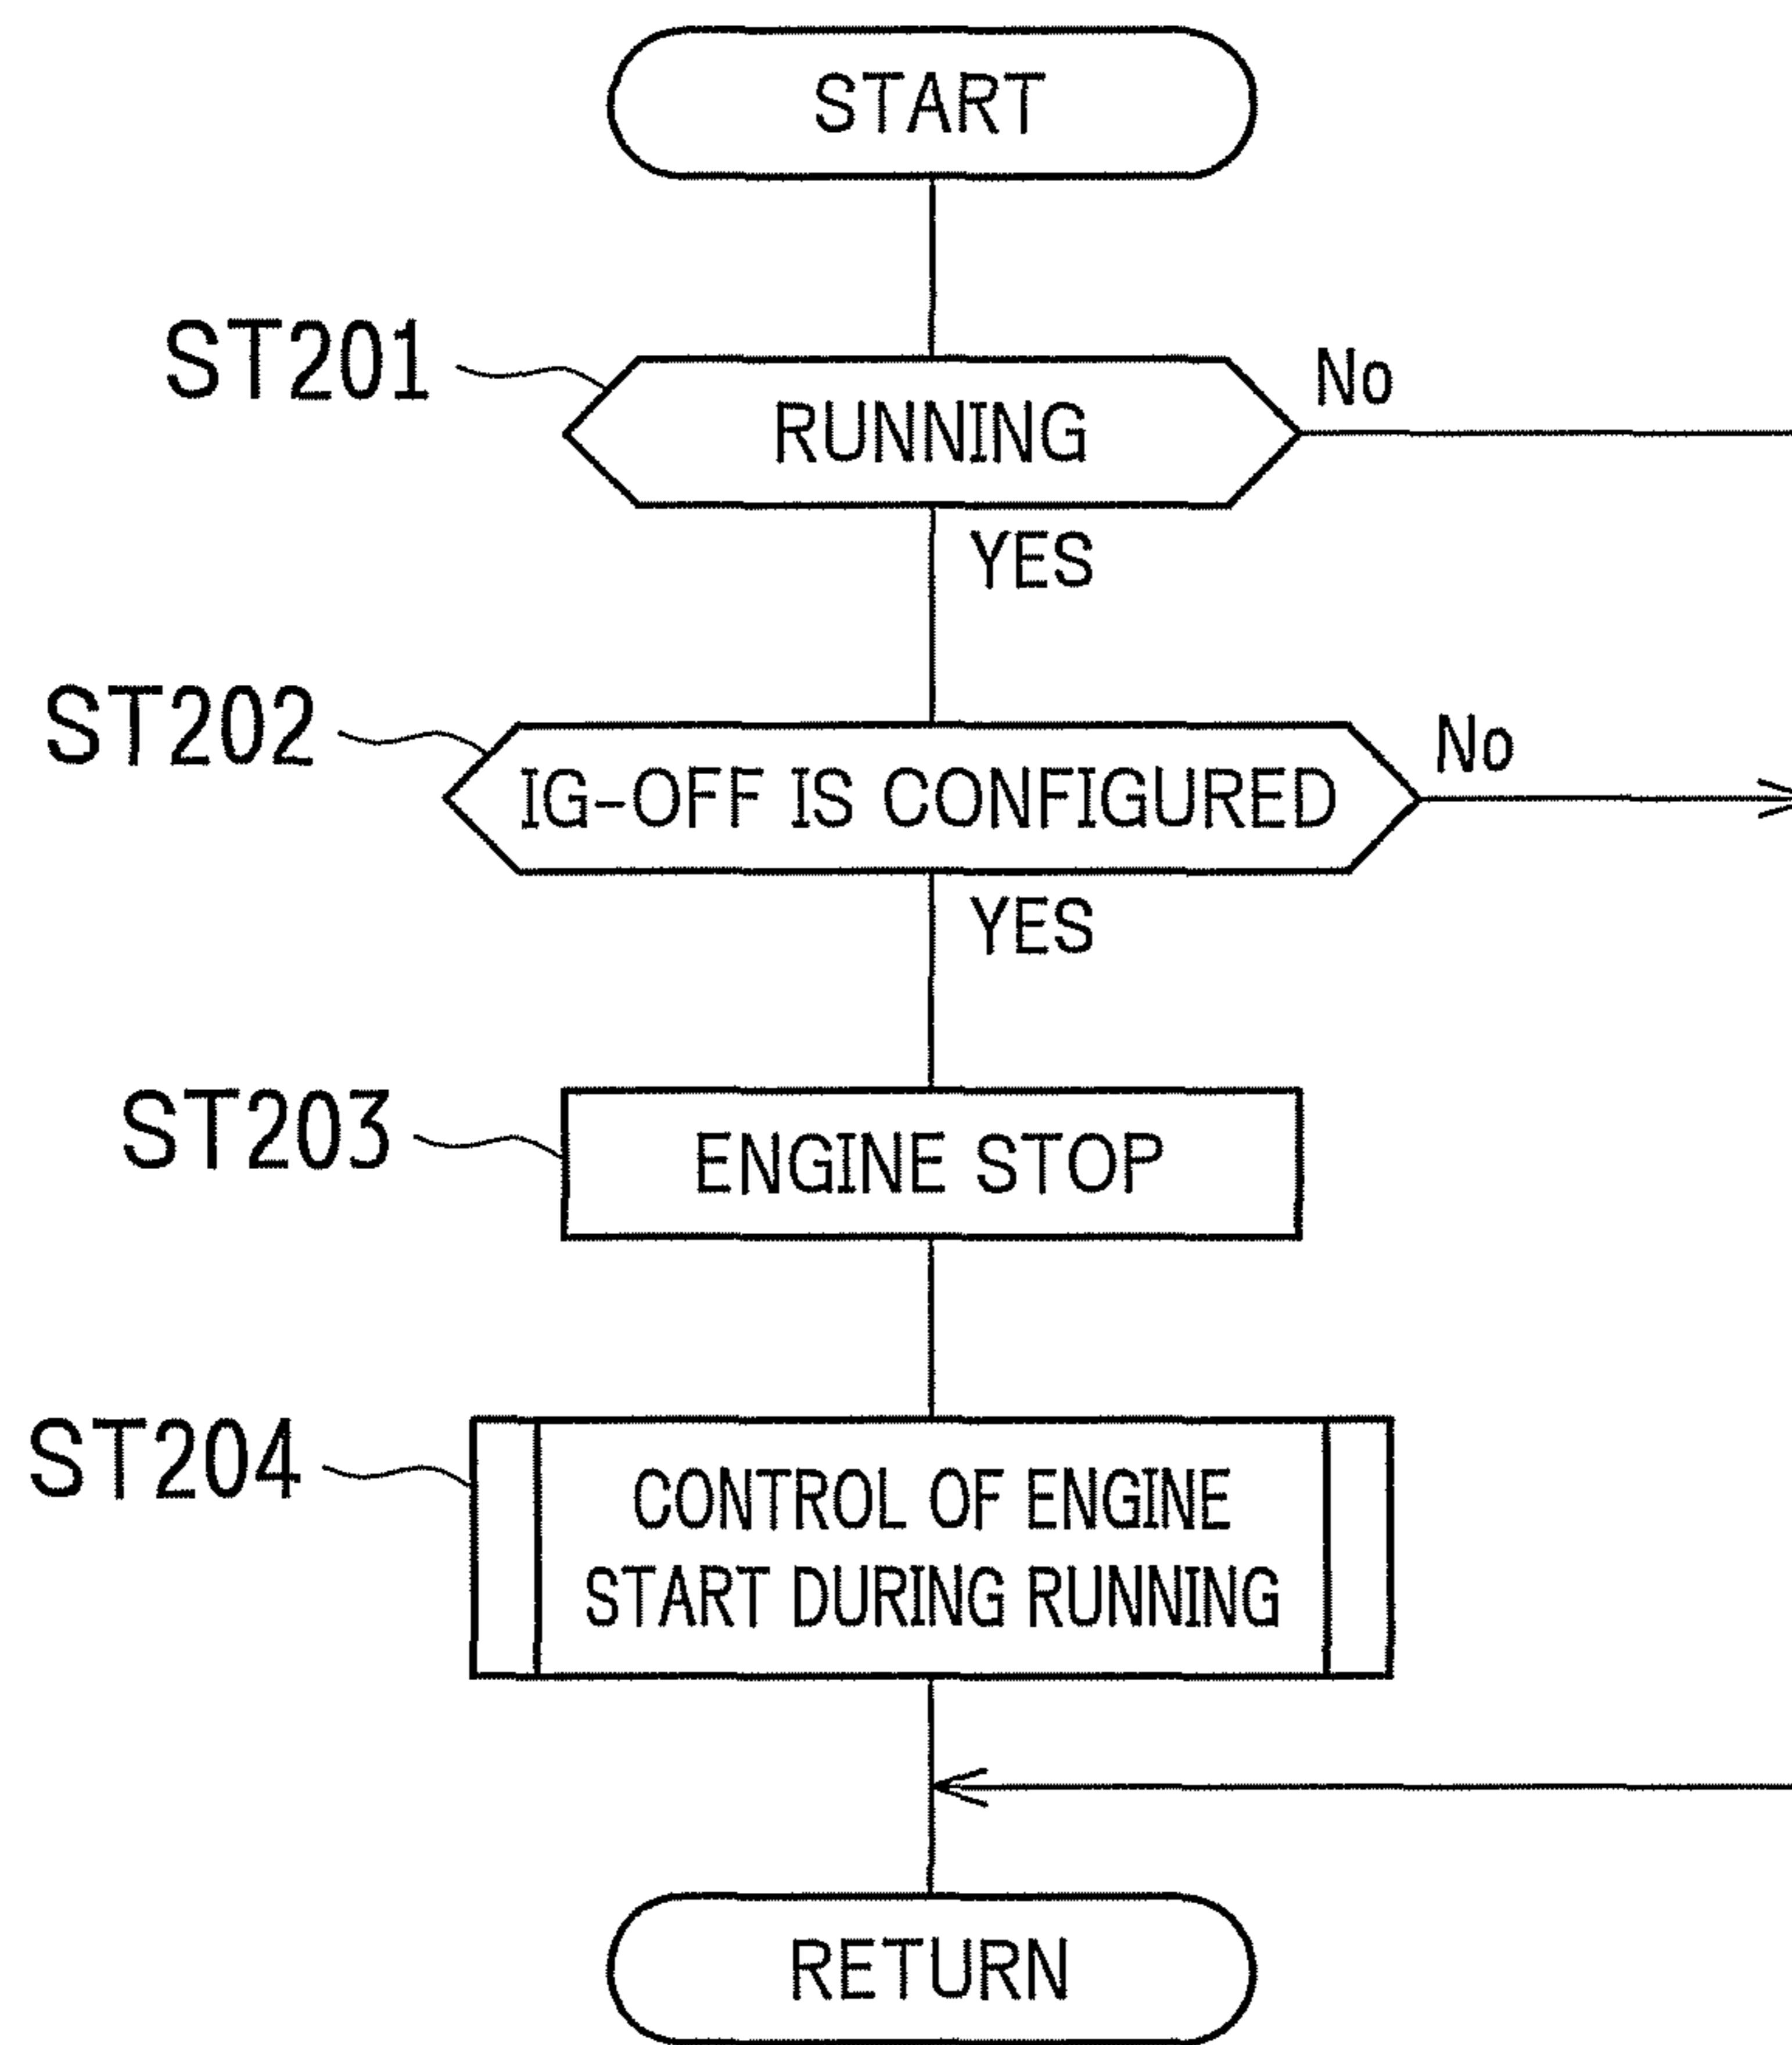 START
ST201
RUNNING
No
YES
ST202
IG-OFF IS CONFIGURED
No
YES
ST203
ENGINE STOP
ST204
CONTROL OF ENGINE
START DURING RUNNING
RETURN